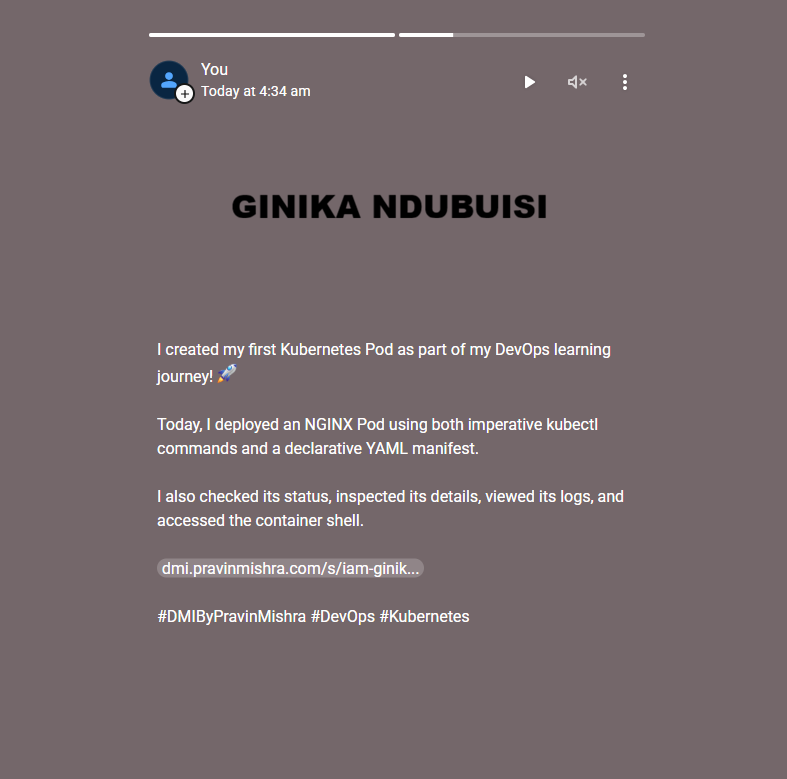 You
Today at 4:34 am
GINIKA NDUBUISI
I created my first Kubernetes Pod as part of my DevOps learning
journey! 🚀
Today, I deployed an NGINX Pod using both imperative kubectl
commands and a declarative YAML manifest.
I also checked its status, inspected its details, viewed its logs, and
accessed the container shell.
dmi.pravinmishra.com/s/iam-ginik...
#DMIByPravinMishra #DevOps #Kubernetes